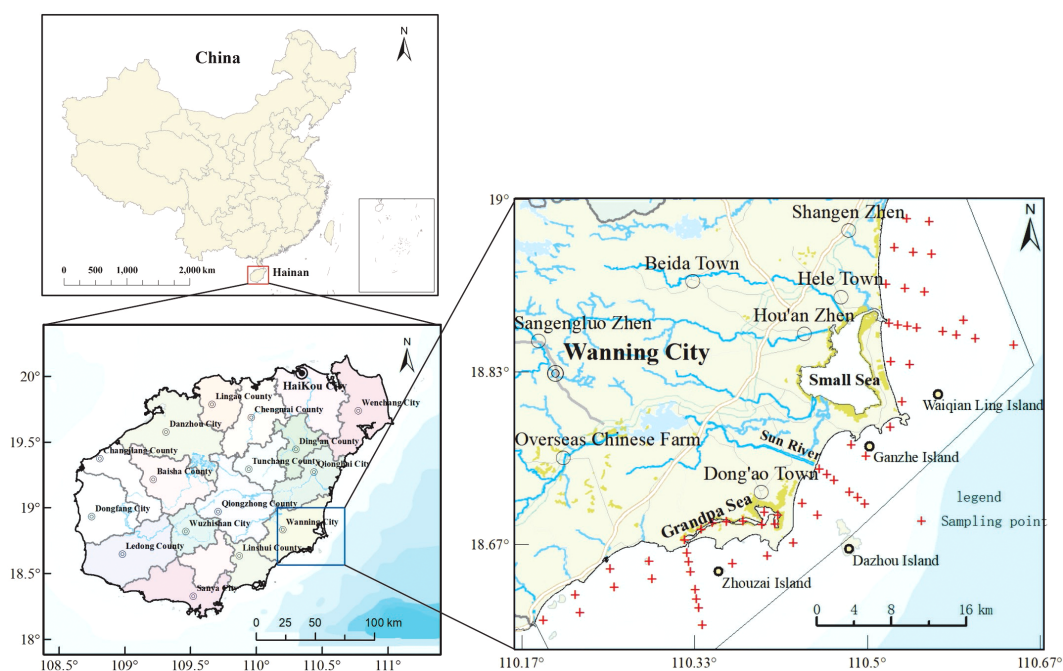 China
N
0 500 1,000 2,000 km
Hainan
N
20°
19.5°
19°
18.5°
18°
108.5° 109° 109.5° 110° 110.5° 111°
HaiKou City
Lingao County
Wenchang City
Chengmai County
Danzhou City
Ding'an County
Changjiang County
Tunchang County
Qionghai City
Baisha County
Dongfang City
Qiongzhong County
Wuzhishan City
Wanning City
Ledong County
Linshui County
Sanya City
0 25 50 100 km
19°
18.83°
18.67°
110.17° 110.33° 110.5° 110.67°
N
Shangen Zhen
Beida Town
Hele Town
Hou'an Zhen
Sangengluo Zhen
Wanning City
Small Sea
Waiqian Ling Island
Overseas Chinese Farm
Sun River
Ganzhe Island
Dong'ao Town
Grandpa Sea
legend
Sampling point
Dazhou Island
Zhouzai Island
0 4 8 16 km